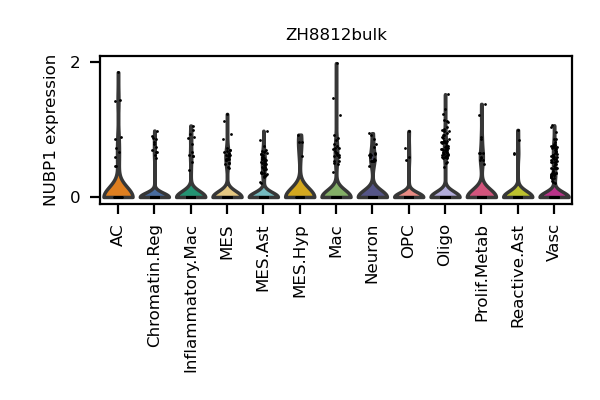 ZH8812bulk
NUBP1 expression
2
0
AC
Chromatin.Reg
Inflammatory.Mac
MES
MES.Ast
MES.Hyp
Mac
Neuron
OPC
Oligo
Prolif.Metab
Reactive.Ast
Vasc